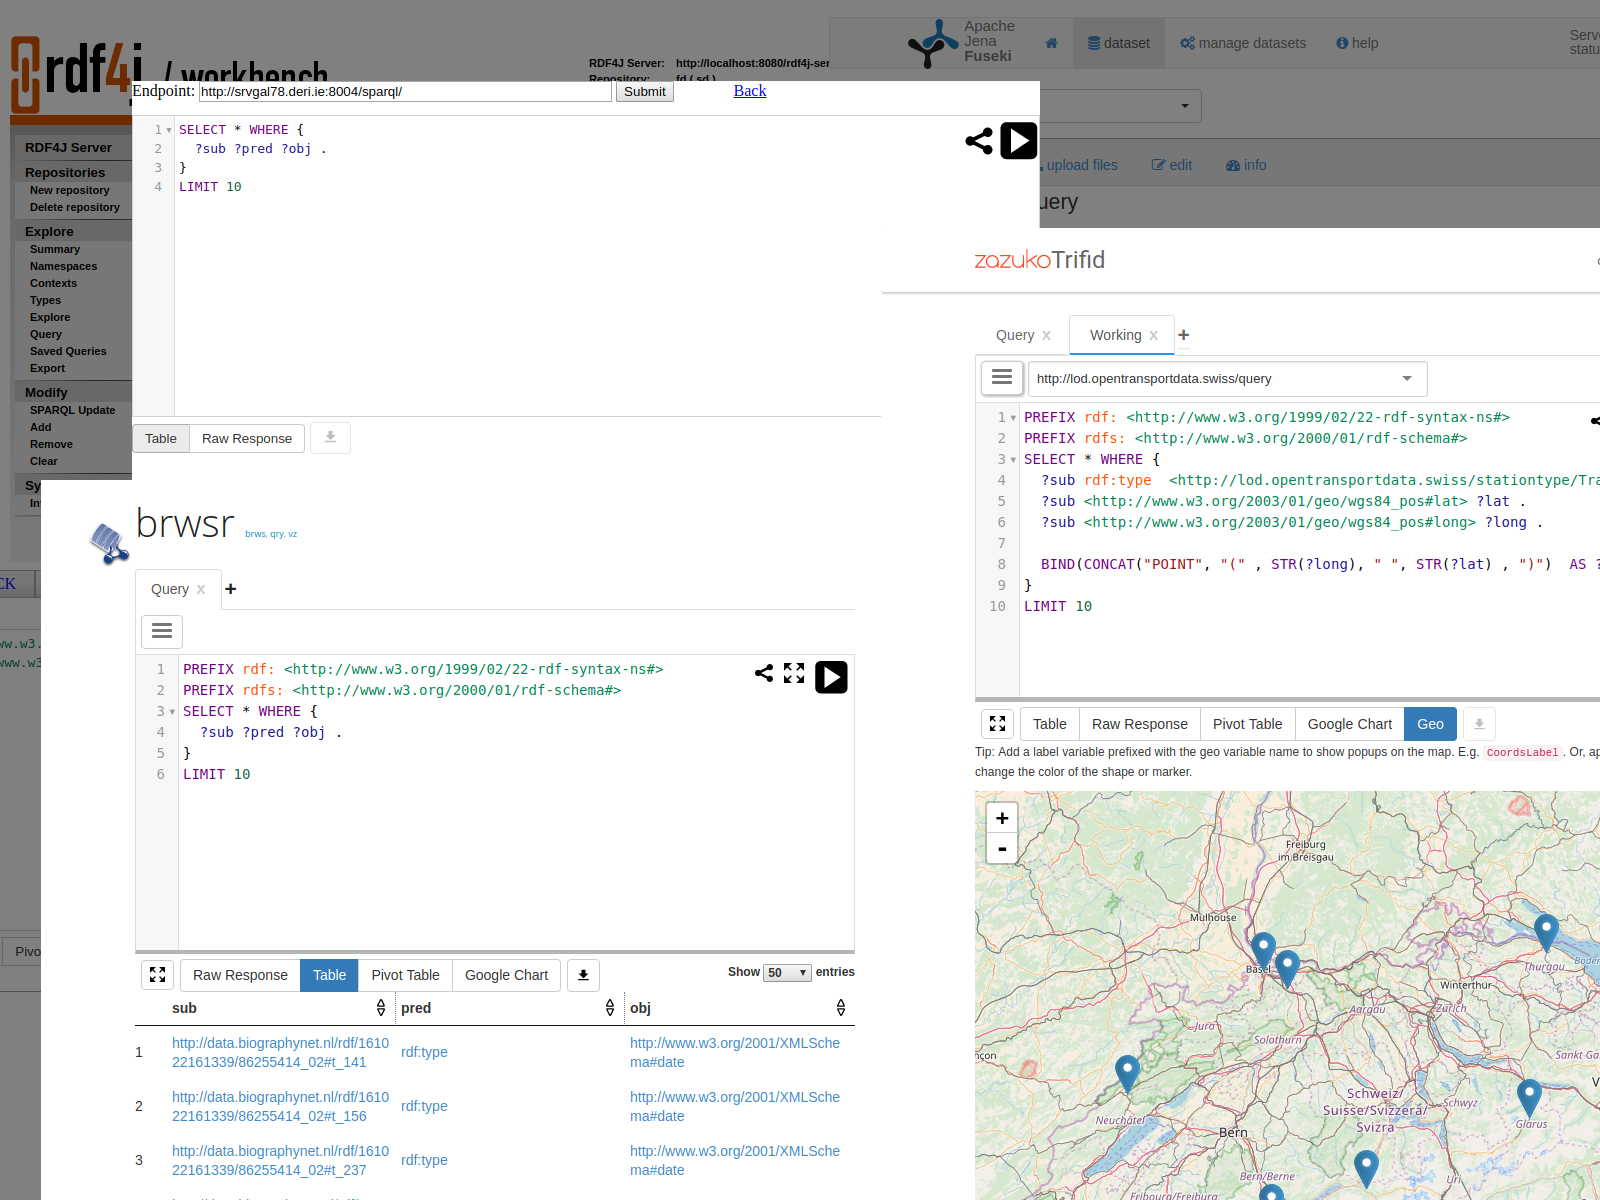 rdf4j / workbench
RDF4J Server: http://localhost:8080/rdf4j-ser
Repository: fd ( sd )
RDF4J Server
Repositories
New repository
Delete repository
Explore
Summary
Namespaces
Contexts
Types
Explore
Query
Saved Queries
Export
Modify
SPARQL Update
Add
Remove
Clear
Sy
In
CK
ww.w3.
www.w3
Pivo
Apache
Jena
Fuseki
dataset
manage datasets
help
Serv
statu
upload files
edit
info
uery
Endpoint: http://srvgal78.deri.ie:8004/sparql/ Submit Back
1 SELECT * WHERE {
2 ?sub ?pred ?obj .
3 }
4 LIMIT 10
Table Raw Response
zazukoTrifid
Query x Working x +
http://lod.opentransportdata.swiss/query
1 PREFIX rdf: <http://www.w3.org/1999/02/22-rdf-syntax-ns#>
2 PREFIX rdfs: <http://www.w3.org/2000/01/rdf-schema#>
3 SELECT * WHERE {
4 ?sub rdf:type <http://lod.opentransportdata.swiss/stationtype/Tra
5 ?sub <http://www.w3.org/2003/01/geo/wgs84_pos#lat> ?lat .
6 ?sub <http://www.w3.org/2003/01/geo/wgs84_pos#long> ?long .
7
8 BIND(CONCAT("POINT", "(" , STR(?long), " ", STR(?lat) , ")") AS ?
9 }
10 LIMIT 10
Table Raw Response Pivot Table Google Chart Geo
Tip: Add a label variable prefixed with the geo variable name to show popups on the map. E.g. CoordsLabel. Or, ap
change the color of the shape or marker.
+
-
Freiburg
im Breisgau
Mulhouse
Basel
Thurgau
Boden
Winterthur
Zürich
Aargau
Jura
Solothurn
Sankt-Ga
nçon
Schweiz/
Suisse/Svizzera/
Svizra
Schwyz
V
Neuchâtel
Glarus
Bern
Bern/Berne
Uri
Fribourg/Freiburg
brwsr brws, qry, vz
Query x +
1 PREFIX rdf: <http://www.w3.org/1999/02/22-rdf-syntax-ns#>
2 PREFIX rdfs: <http://www.w3.org/2000/01/rdf-schema#>
3 SELECT * WHERE {
4 ?sub ?pred ?obj .
5 }
6 LIMIT 10
Raw Response Table Pivot Table Google Chart
Show 50 entries
sub pred obj
1 http://data.biographynet.nl/rdf/1610 rdf:type http://www.w3.org/2001/XMLSche
22161339/86255414_02#t_141 ma#date
2 http://data.biographynet.nl/rdf/1610 rdf:type http://www.w3.org/2001/XMLSche
22161339/86255414_02#t_156 ma#date
3 http://data.biographynet.nl/rdf/1610 rdf:type http://www.w3.org/2001/XMLSche
22161339/86255414_02#t_237 ma#date